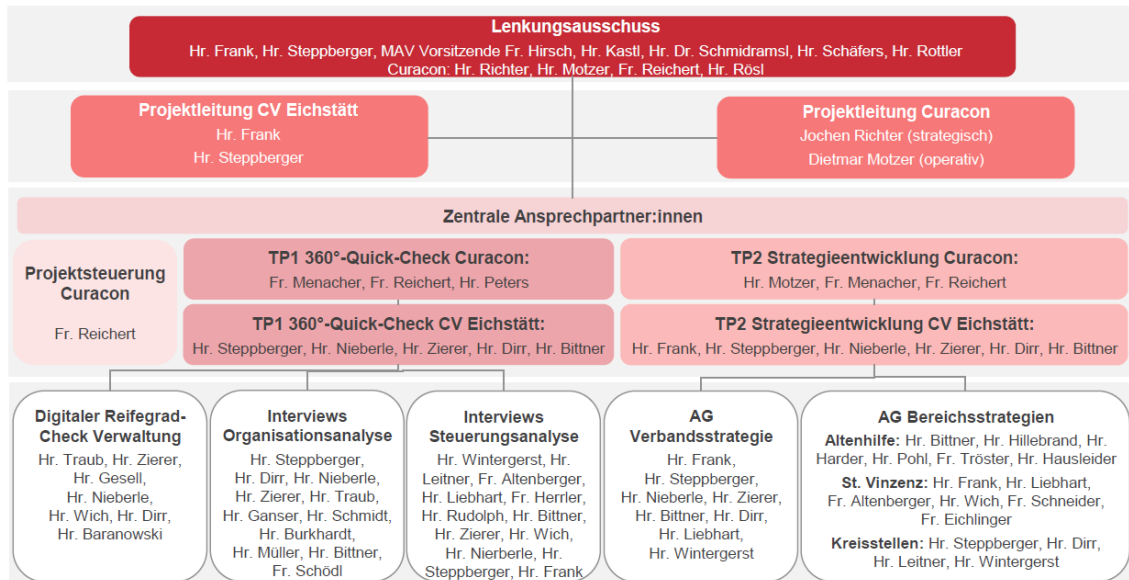 Lenkungsausschuss
Hr. Frank, Hr. Steppberger, MAV Vorsitzende Fr. Hirsch, Hr. Kastl, Hr. Dr. Schmidramsl, Hr. Schäfers, Hr. Rottler
Curacon: Hr. Richter, Hr. Motzer, Fr. Reichert, Hr. Rösl
Projektleitung CV Eichstätt
Hr. Frank
Hr. Steppberger
Projektleitung Curacon
Jochen Richter (strategisch)
Dietmar Motzer (operativ)
Zentrale Ansprechpartner:innen
Projektsteuerung
Curacon
Fr. Reichert
TP1 360°-Quick-Check Curacon:
Fr. Menacher, Fr. Reichert, Hr. Peters
TP1 360°-Quick-Check CV Eichstätt:
Hr. Steppberger, Hr. Nieberle, Hr. Zierer, Hr. Dirr, Hr. Bittner
TP2 Strategieentwicklung Curacon:
Hr. Motzer, Fr. Menacher, Fr. Reichert
TP2 Strategieentwicklung CV Eichstätt:
Hr. Frank, Hr. Steppberger, Hr. Nieberle, Hr. Zierer, Hr. Dirr, Hr. Bittner
Digitaler Reifegrad-
Check Verwaltung
Hr. Traub, Hr. Zierer,
Hr. Gesell,
Hr. Nieberle,
Hr. Wich, Hr. Dirr,
Hr. Baranowski
Interviews
Organisationsanalyse
Hr. Steppberger,
Hr. Dirr, Hr. Nieberle,
Hr. Zierer, Hr. Traub,
Hr. Ganser, Hr. Schmidt,
Hr. Burkhardt,
Hr. Müller, Hr. Bittner,
Fr. Schödl
Interviews
Steuerungsanalyse
Hr. Wintergerst, Hr.
Leitner, Fr. Altenberger,
Hr. Liebhart, Fr. Herrler,
Hr. Rudolph, Hr. Bittner,
Hr. Zierer, Hr. Wich,
Hr. Nierberle, Hr.
Steppberger, Hr. Frank
AG
Verbandsstrategie
Hr. Frank,
Hr. Steppberger,
Hr. Nieberle, Hr. Zierer,
Hr. Bittner, Hr. Dirr,
Hr. Liebhart,
Hr. Wintergerst
AG Bereichsstrategien
Altenhilfe: Hr. Bittner, Hr. Hillebrand, Hr.
Harder, Hr. Pohl, Fr. Tröster, Hr. Hausleider
St. Vinzenz: Hr. Frank, Hr. Liebhart,
Fr. Altenberger, Hr. Wich, Fr. Schneider,
Fr. Eichlinger
Kreisstellen: Hr. Steppberger, Hr. Dirr,
Hr. Leitner, Hr. Wintergerst